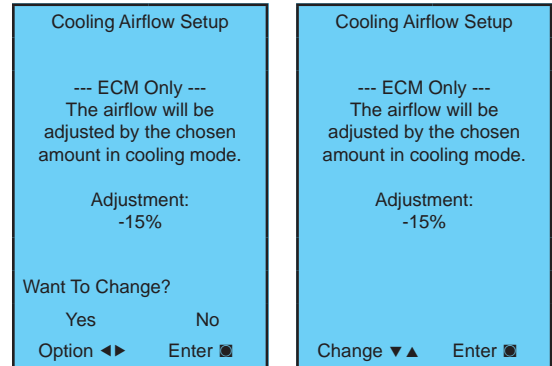 Cooling Airflow Setup
--- ECM Only ---
The airflow will be
adjusted by the chosen
amount in cooling mode.
Adjustment:
-15%
Want To Change?
Yes No
Option ◄► Enter ◙
Cooling Airflow Setup
--- ECM Only ---
The airflow will be
adjusted by the chosen
amount in cooling mode.
Adjustment:
-15%
Change ▼▲ Enter ◙